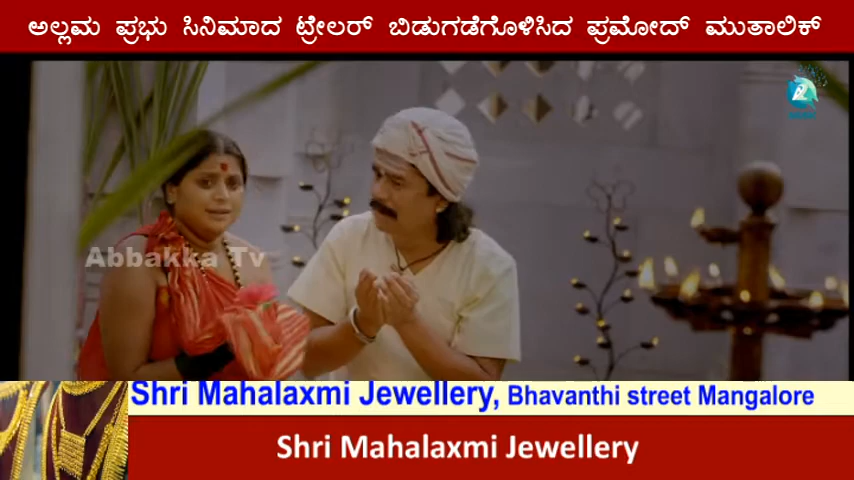 ಅಲ್ಲಮ ಪ್ರಭು ಸಿನಿಮಾದ ಟ್ರೇಲರ್ ಬಿಡುಗಡೆಗೊಳಿಸಿದ ಪ್ರಮೋದ್ ಮುತಾಲಿಕ್
Abbakka Tv
Shri Mahalaxmi Jewellery, Bhavanthi street Mangalore
Shri Mahalaxmi Jewellery